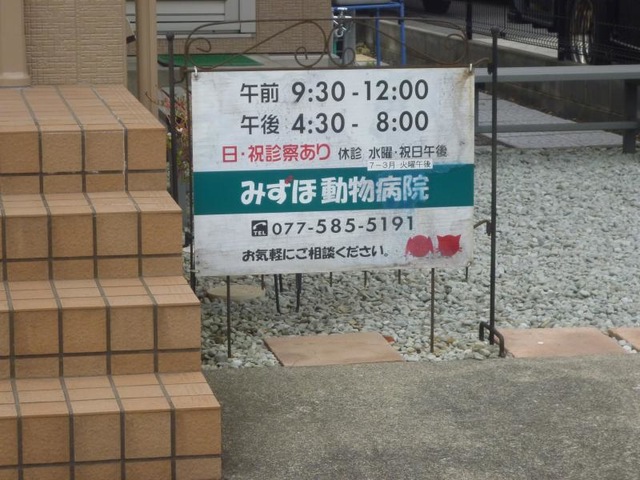 午前 9:30 - 12:00
午後 4:30 - 8:00
日・祝診察あり 休診 水曜・祝日午後
7－3月 火曜午後
みずほ動物病院
TEL 077-585-5191
お気軽にご相談ください。